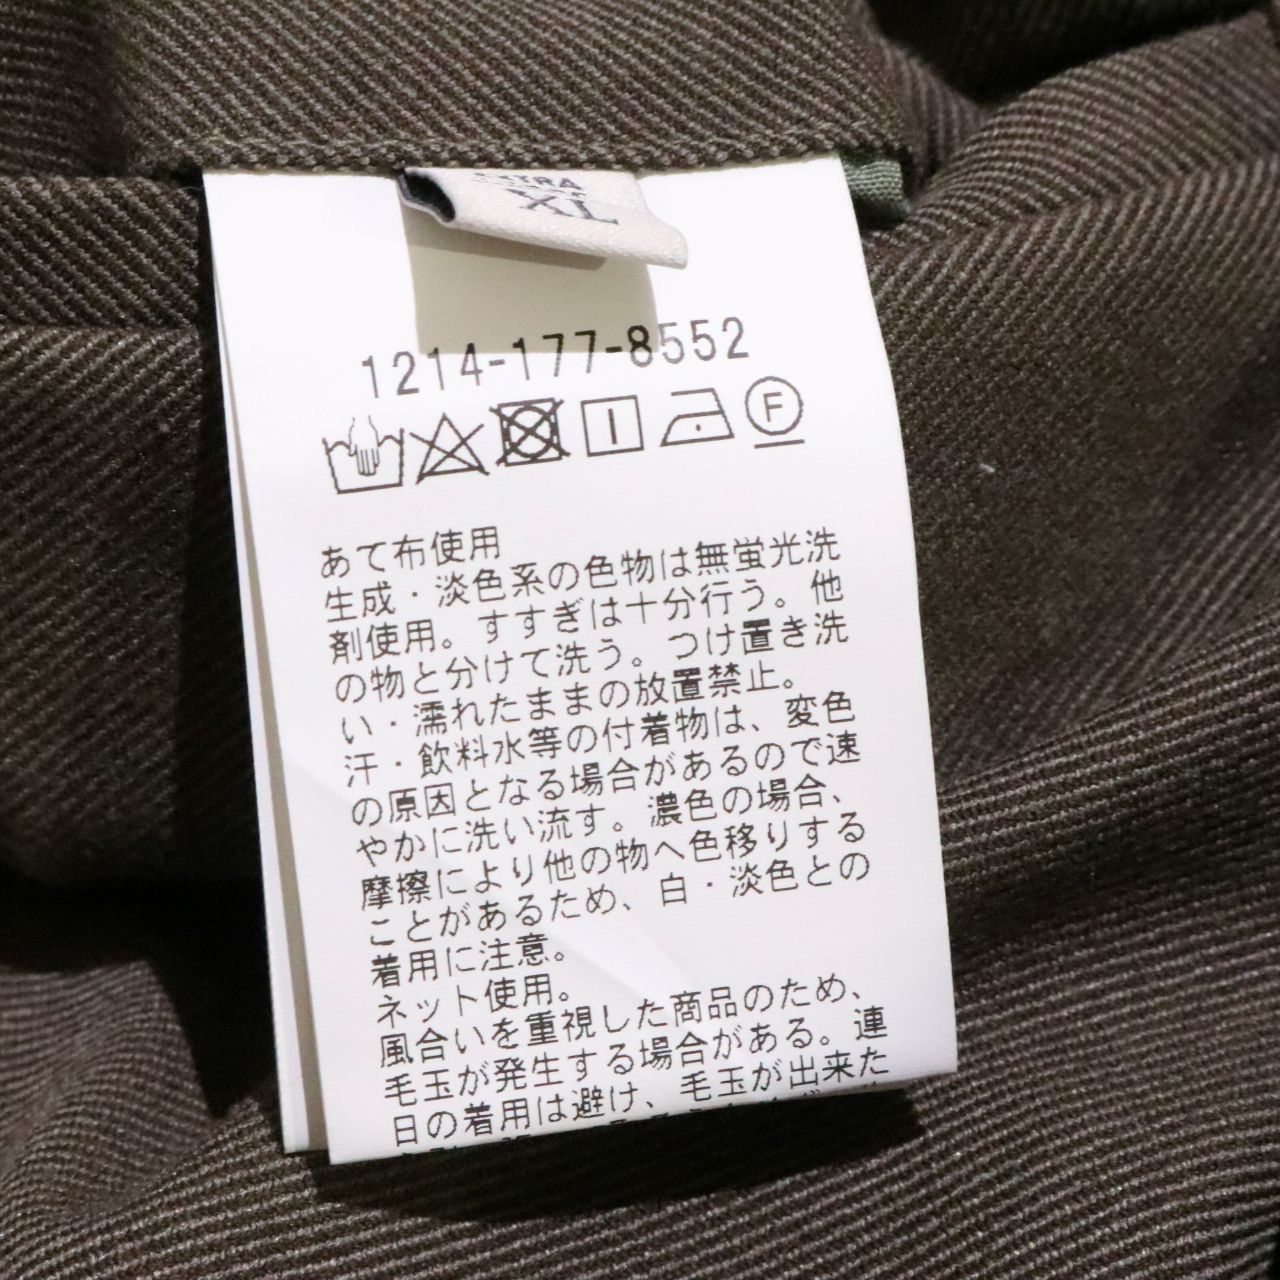 XL
1214-177-8552
F
あて布使用
生成・淡色系の色物は無蛍光洗
剤使用。すすぎは十分行う。他
の物と分けて洗う。つけ置き洗
い・濡れたままの放置禁止。
汗・飲料水等の付着物は、変色
の原因となる場合があるので速
やかに洗い流す。濃色の場合、
摩擦により他の物へ色移りする
ことがあるため、白・淡色との
着用に注意。
ネット使用。
風合いを重視した商品のため、
毛玉が発生する場合がある。連
日の着用は避け、毛玉が出来た